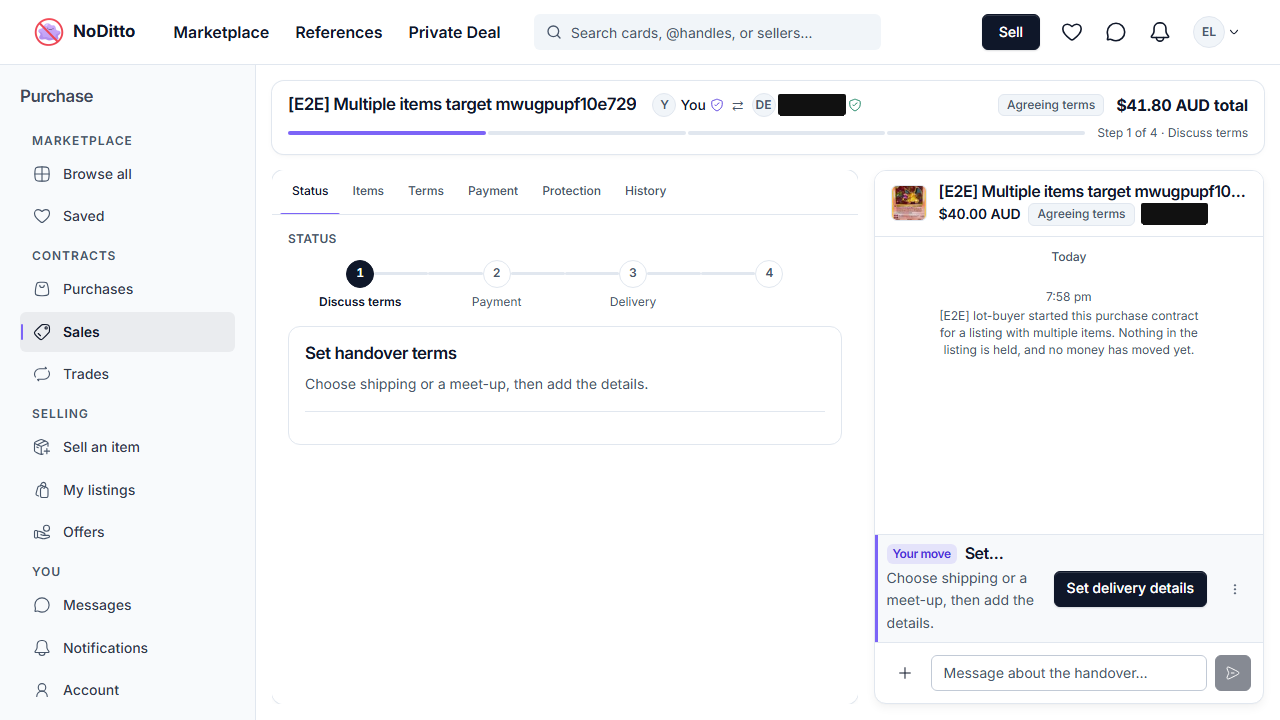 NoDitto
Marketplace
References
Private Deal
Search cards, @handles, or sellers...
Sell
EL
Purchase
MARKETPLACE
Browse all
Saved
CONTRACTS
Purchases
Sales
Trades
SELLING
Sell an item
My listings
Offers
YOU
Messages
Notifications
Account
[E2E] Multiple items target mwugpupf10e729
Y You
DE
Agreeing terms
$41.80 AUD total
Step 1 of 4 · Discuss terms
Status
Items
Terms
Payment
Protection
History
STATUS
1
2
3
4
Discuss terms
Payment
Delivery
Set handover terms
Choose shipping or a meet-up, then add the details.
[E2E] Multiple items target mwugpupf10...
$40.00 AUD
Agreeing terms
Today
7:58 pm
[E2E] lot-buyer started this purchase contract
for a listing with multiple items. Nothing in the
listing is held, and no money has moved yet.
Your move
Set...
Choose shipping or a
meet-up, then add the
details.
Set delivery details
Message about the handover...